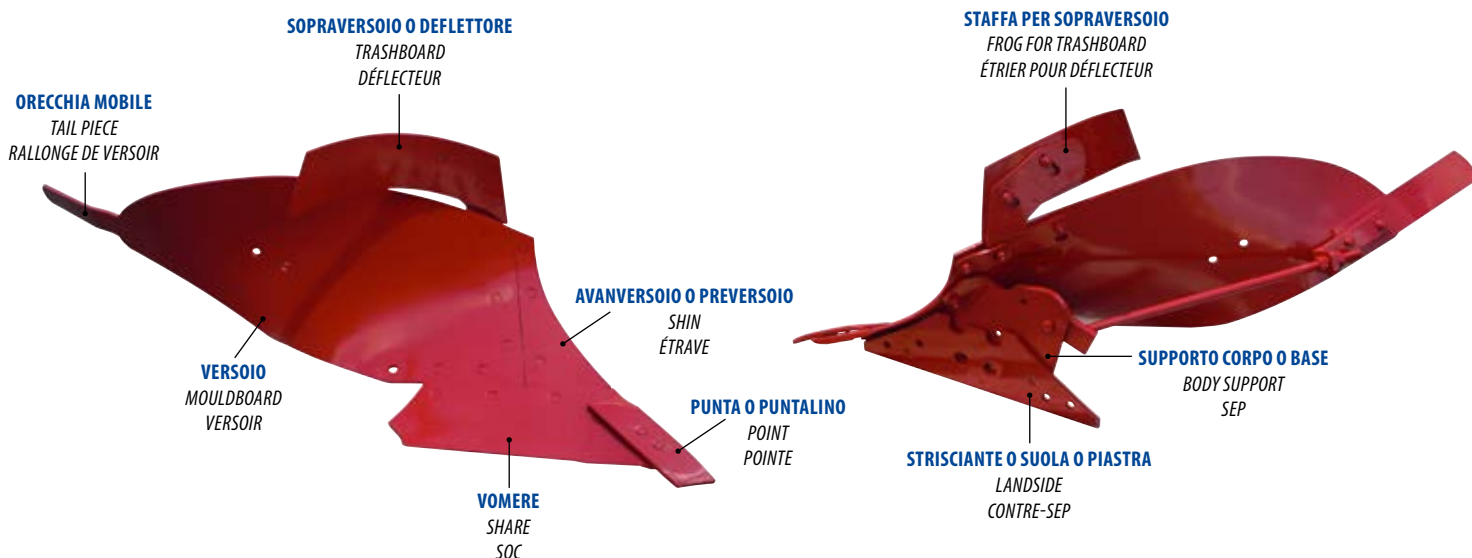 SOPRAVERSOIO O DEFLETTORE
TRASHBOARD
DÉFLECTEUR
ORECCHIA MOBILE
TAIL PIECE
RALLONGE DE VERSOIR
AVANVERSOIO O PREVERSOIO
SHIN
ÉTRAVE
VERSOIO
MOULDBOARD
VERSOIR
PUNTA O PUNTALINO
POINT
POINTE
VOMERE
SHARE
SOC
STAFFA PER SOPRAVERSOIO
FROG FOR TRASHBOARD
ÉTRIER POUR DÉFLECTEUR
SUPPORTO CORPO O BASE
BODY SUPPORT
SEP
STRISCIANTE O SUOLA O PIASTRA
LANDSIDE
CONTRE-SEP